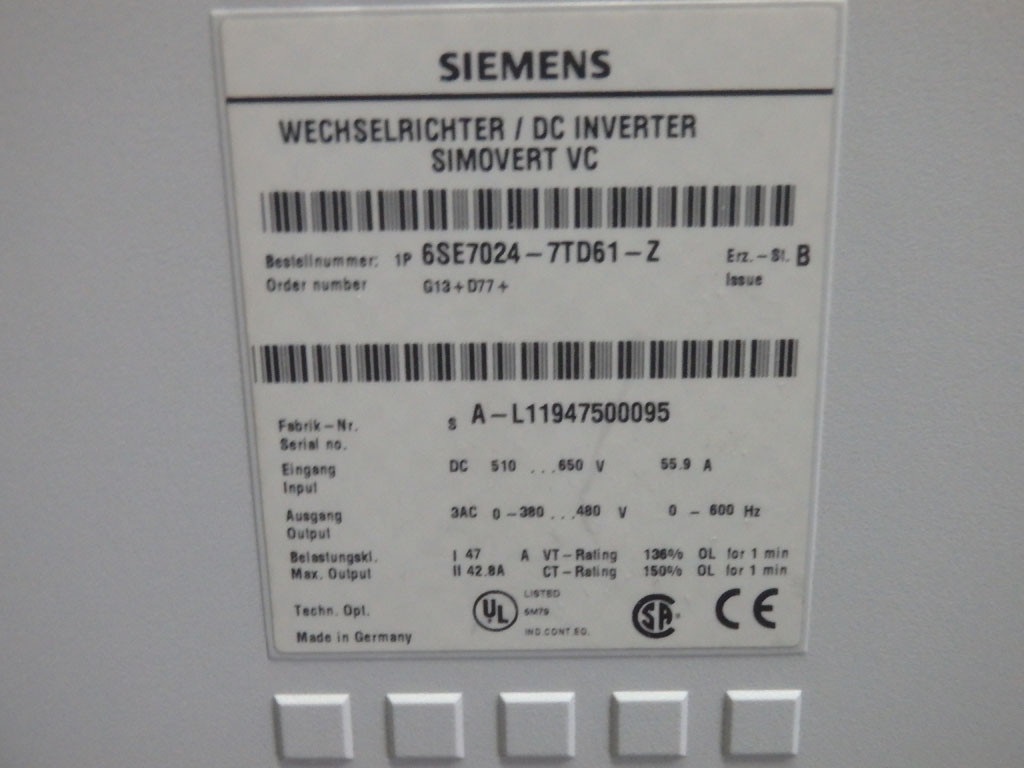 SIEMENS
WECHSELRICHTER / DC INVERTER
SIMOVERT VC
Bestellnummer: 1P 6SE7024-7TD61-Z Erz.-St. B
Order number G13+D77+ Issue
Fabrik-Nr. S A-L11947500095
Serial no.
Eingang DC 510 ...650 V 55.9 A
Input
Ausgang 3AC 0-380 ...480 V 0 - 600 Hz
Output
Belastungskl. I 47 A VT-Rating 136% OL for 1 min
Max. Output II 42.8A CT-Rating 150% OL for 1 min
Techn. Opt. UL LISTED 5M79 IND.CONT.EQ. SA CE
Made in Germany